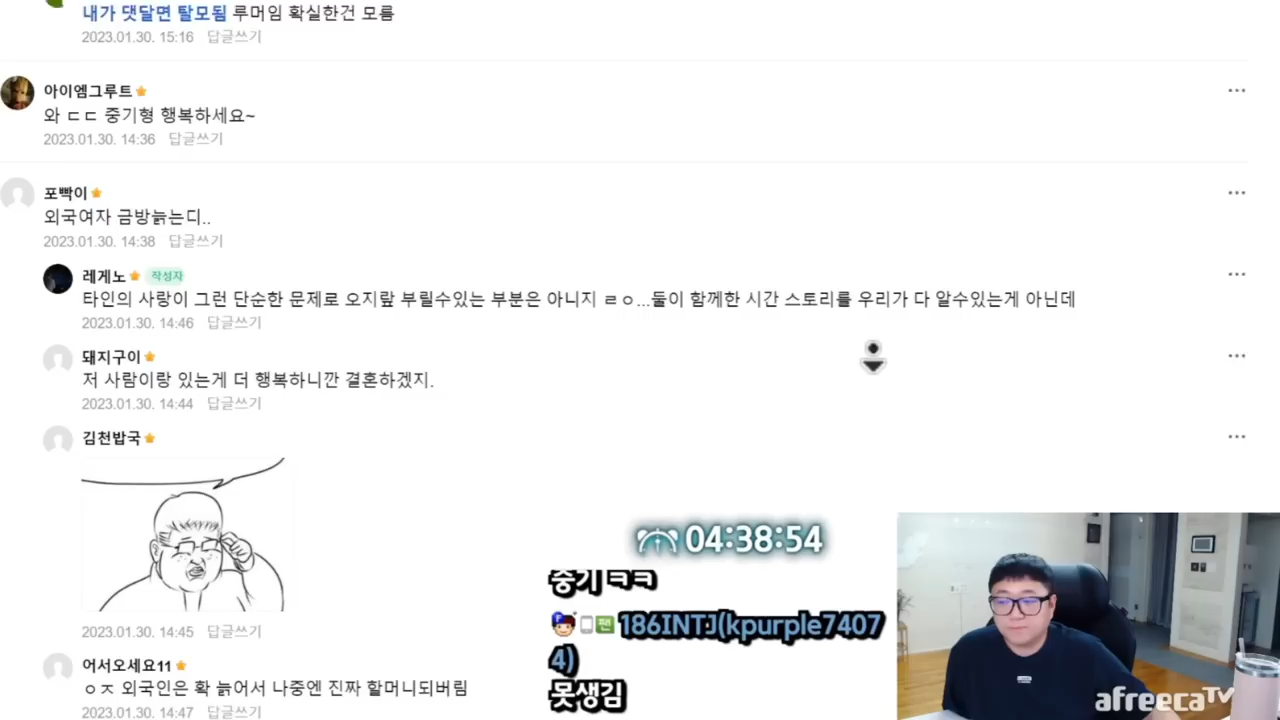 내가 댓달면 탈모됨 루머임 확실한건 모름
2023.01.30. 15:16 답글쓰기
아이엠그루트
와 ㄷㄷ 중기형 행복하세요~
2023.01.30. 14:36 답글쓰기
포빡이
외국여자 금방늙는디..
2023.01.30. 14:38 답글쓰기
레게노 작성자
타인의 사랑이 그런 단순한 문제로 오지랖 부릴수있는 부분은 아니지 ㄹㅇ...둘이 함께한 시간 스토리를 우리가 다 알수있는게 아닌데
2023.01.30. 14:46 답글쓰기
돼지구이
저 사람이랑 있는게 더 행복하니깐 결혼하겠지.
2023.01.30. 14:44 답글쓰기
김천밥국
2023.01.30. 14:45 답글쓰기
어서오세요11
ㅇㅈ 외국인은 확 늙어서 나중엔 진짜 할머니되버림
2023.01.30. 14:47 답글쓰기
04:38:54
중기 ㅋㅋ
팬 186INTJ(kpurple7407
4)
못생김
afreecaTV